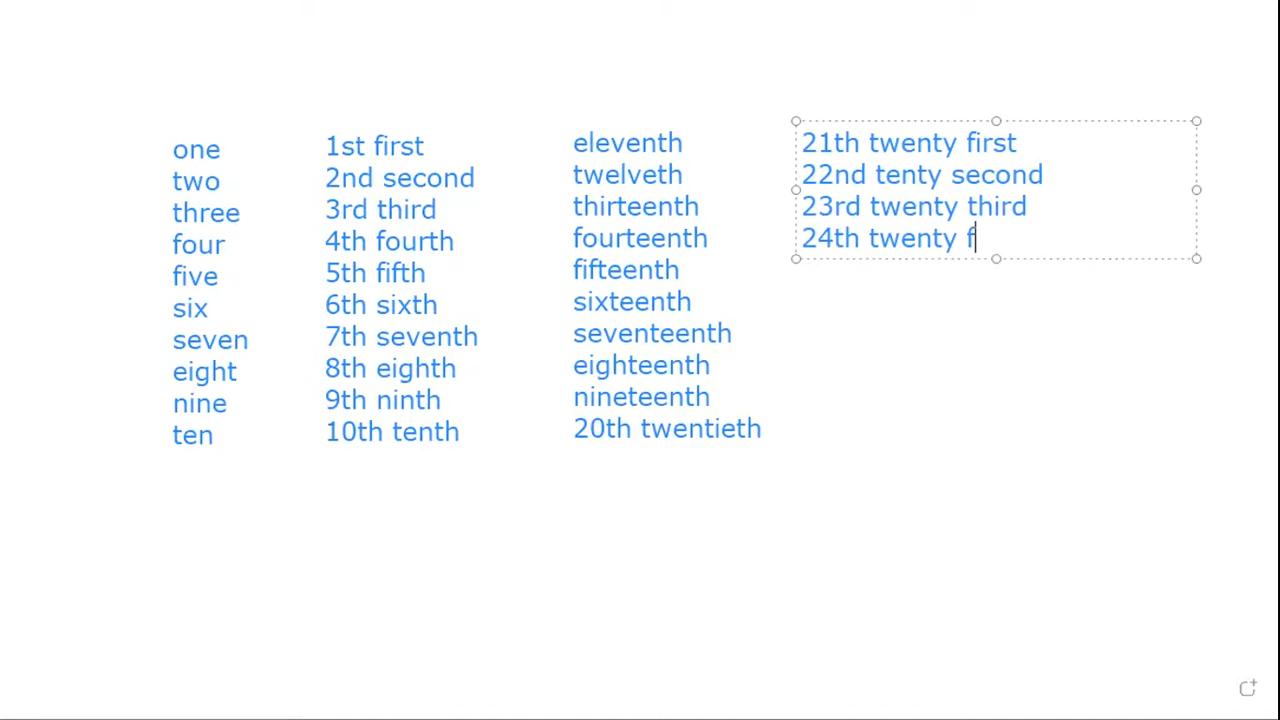 one
two
three
four
five
six
seven
eight
nine
ten
1st first
2nd second
3rd third
4th fourth
5th fifth
6th sixth
7th seventh
8th eighth
9th ninth
10th tenth
eleventh
twelveth
thirteenth
fourteenth
fifteenth
sixteenth
seventeenth
eighteenth
nineteenth
20th twentieth
21th twenty first
22nd tenty second
23rd twenty third
24th twenty f